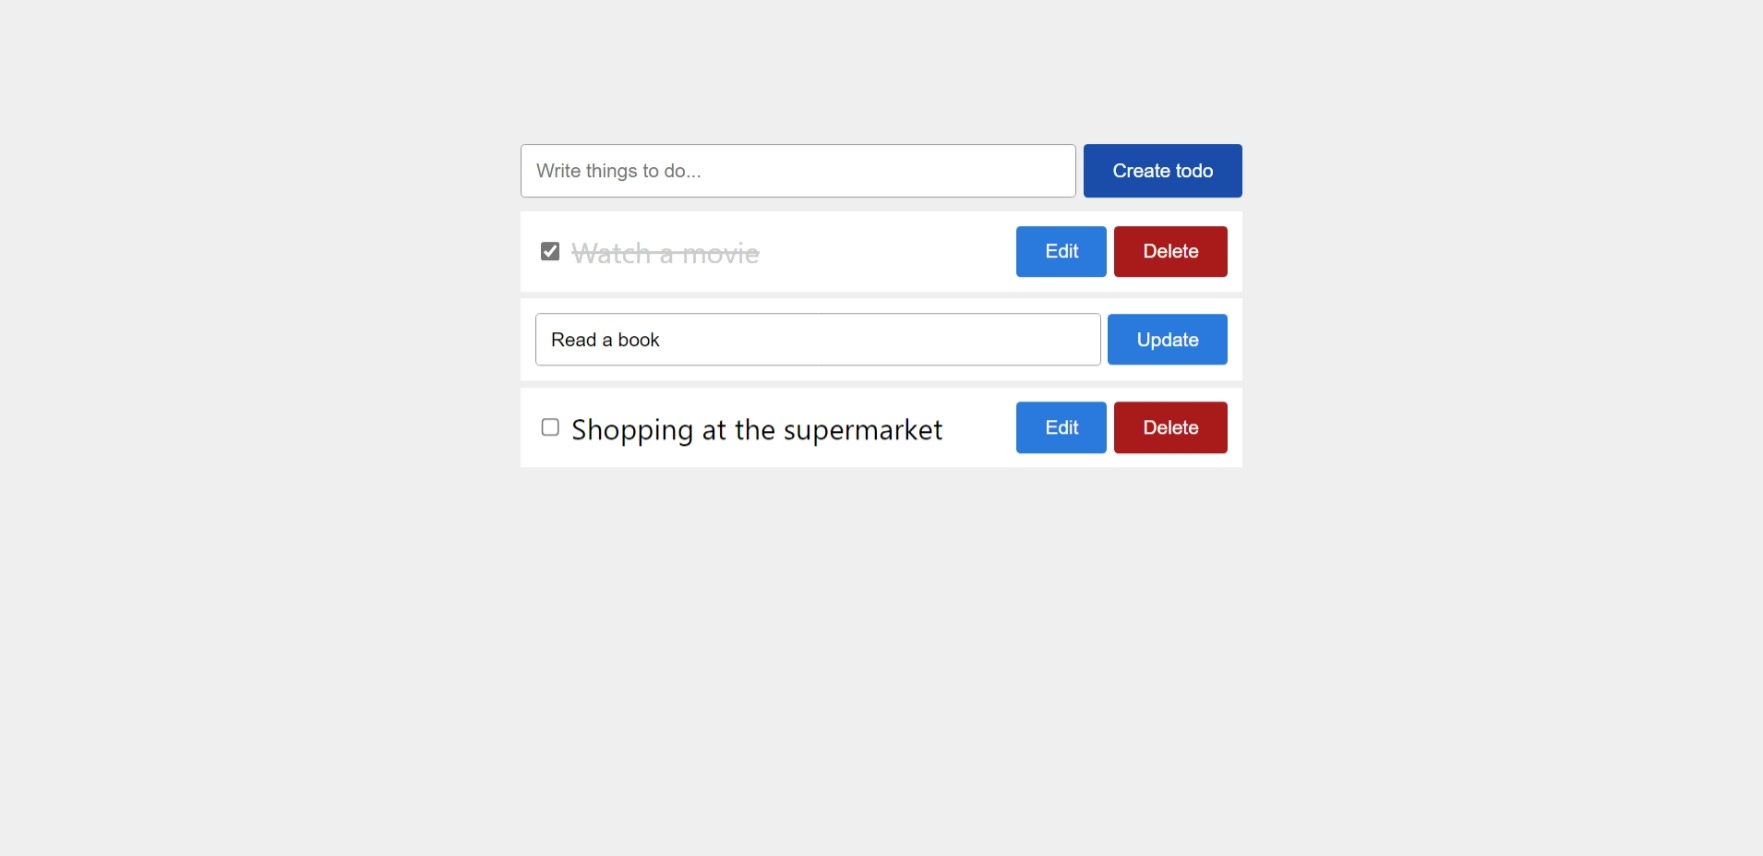 Write things to do...
Create todo
Watch a movie
Edit
Delete
Read a book
Update
Shopping at the supermarket
Edit
Delete